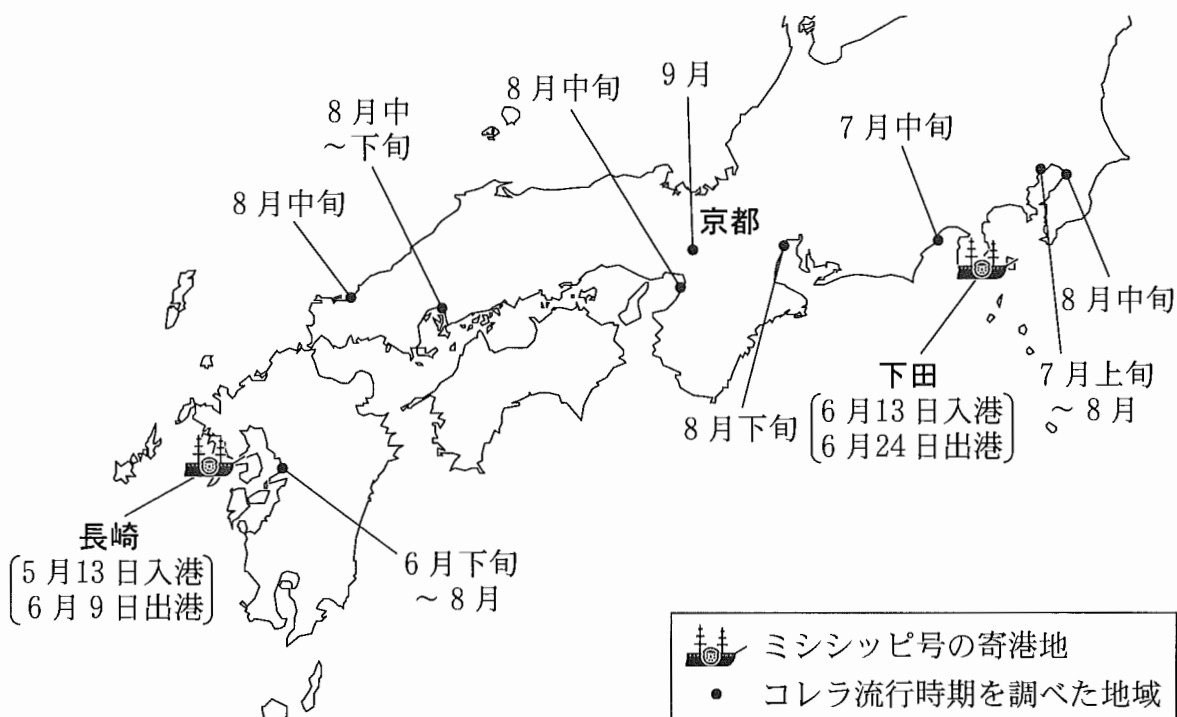 9月
8月中旬
8月中
～下旬
7月中旬
8月中旬
京都
8月中旬
下田
6月13日入港
6月24日出港
7月上旬
～8月
8月下旬
長崎
5月13日入港
6月9日出港
6月下旬
～8月
ミシシッピ号の寄港地
コレラ流行時期を調べた地域